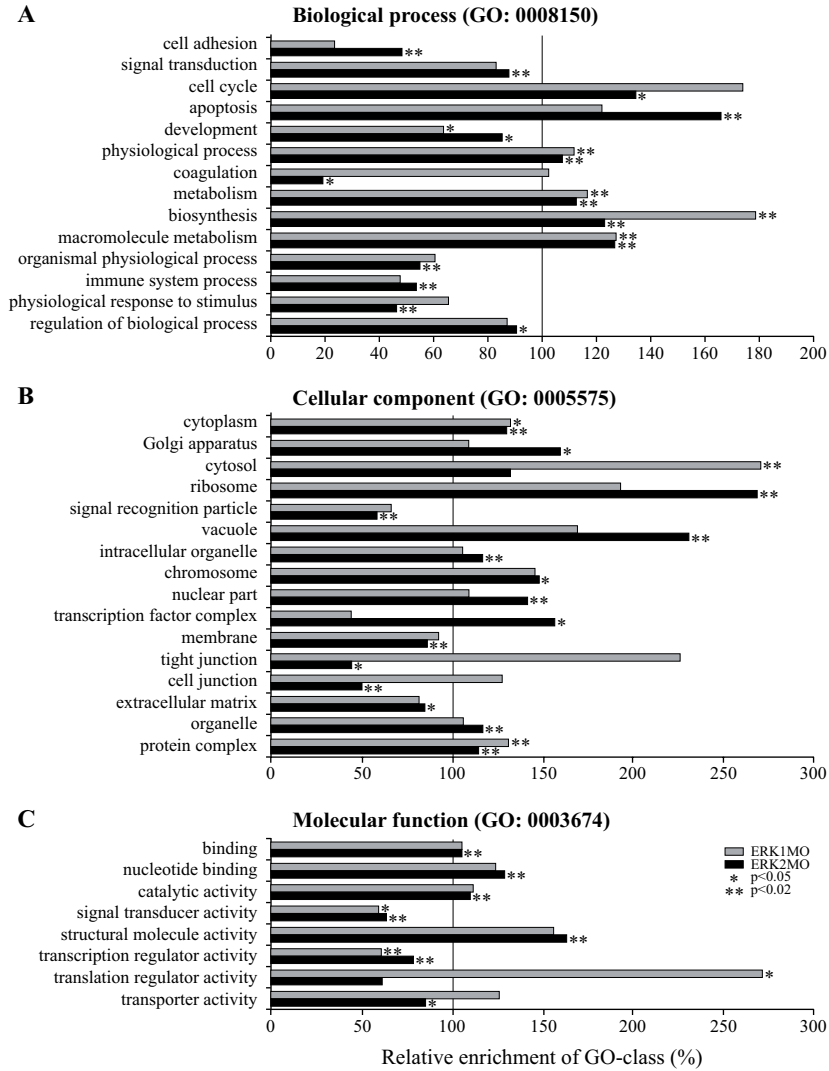 A
Biological process (GO: 0008150)
cell adhesion
**
signal transduction
**
cell cycle
*
apoptosis
**
development
*
*
physiological process
**
**
coagulation
*
metabolism
**
**
biosynthesis
**
**
macromolecule metabolism
**
**
organismal physiological process
**
immune system process
**
physiological response to stimulus
**
regulation of biological process
*
0 20 40 60 80 100 120 140 160 180 200
B
Cellular component (GO: 0005575)
cytoplasm
*
**
Golgi apparatus
*
cytosol
**
ribosome
**
signal recognition particle
**
vacuole
**
intracellular organelle
**
chromosome
*
nuclear part
**
transcription factor complex
*
membrane
**
tight junction
*
cell junction
**
extracellular matrix
*
organelle
**
protein complex
**
**
0 50 100 150 200 250 300
C
Molecular function (GO: 0003674)
binding
**
nucleotide binding
**
catalytic activity
**
signal transducer activity
*
**
structural molecule activity
**
transcription regulator activity
**
**
translation regulator activity
*
transporter activity
*
ERK1MO
ERK2MO
* p<0.05
** p<0.02
0 50 100 150 200 250 300
Relative enrichment of GO-class (%)